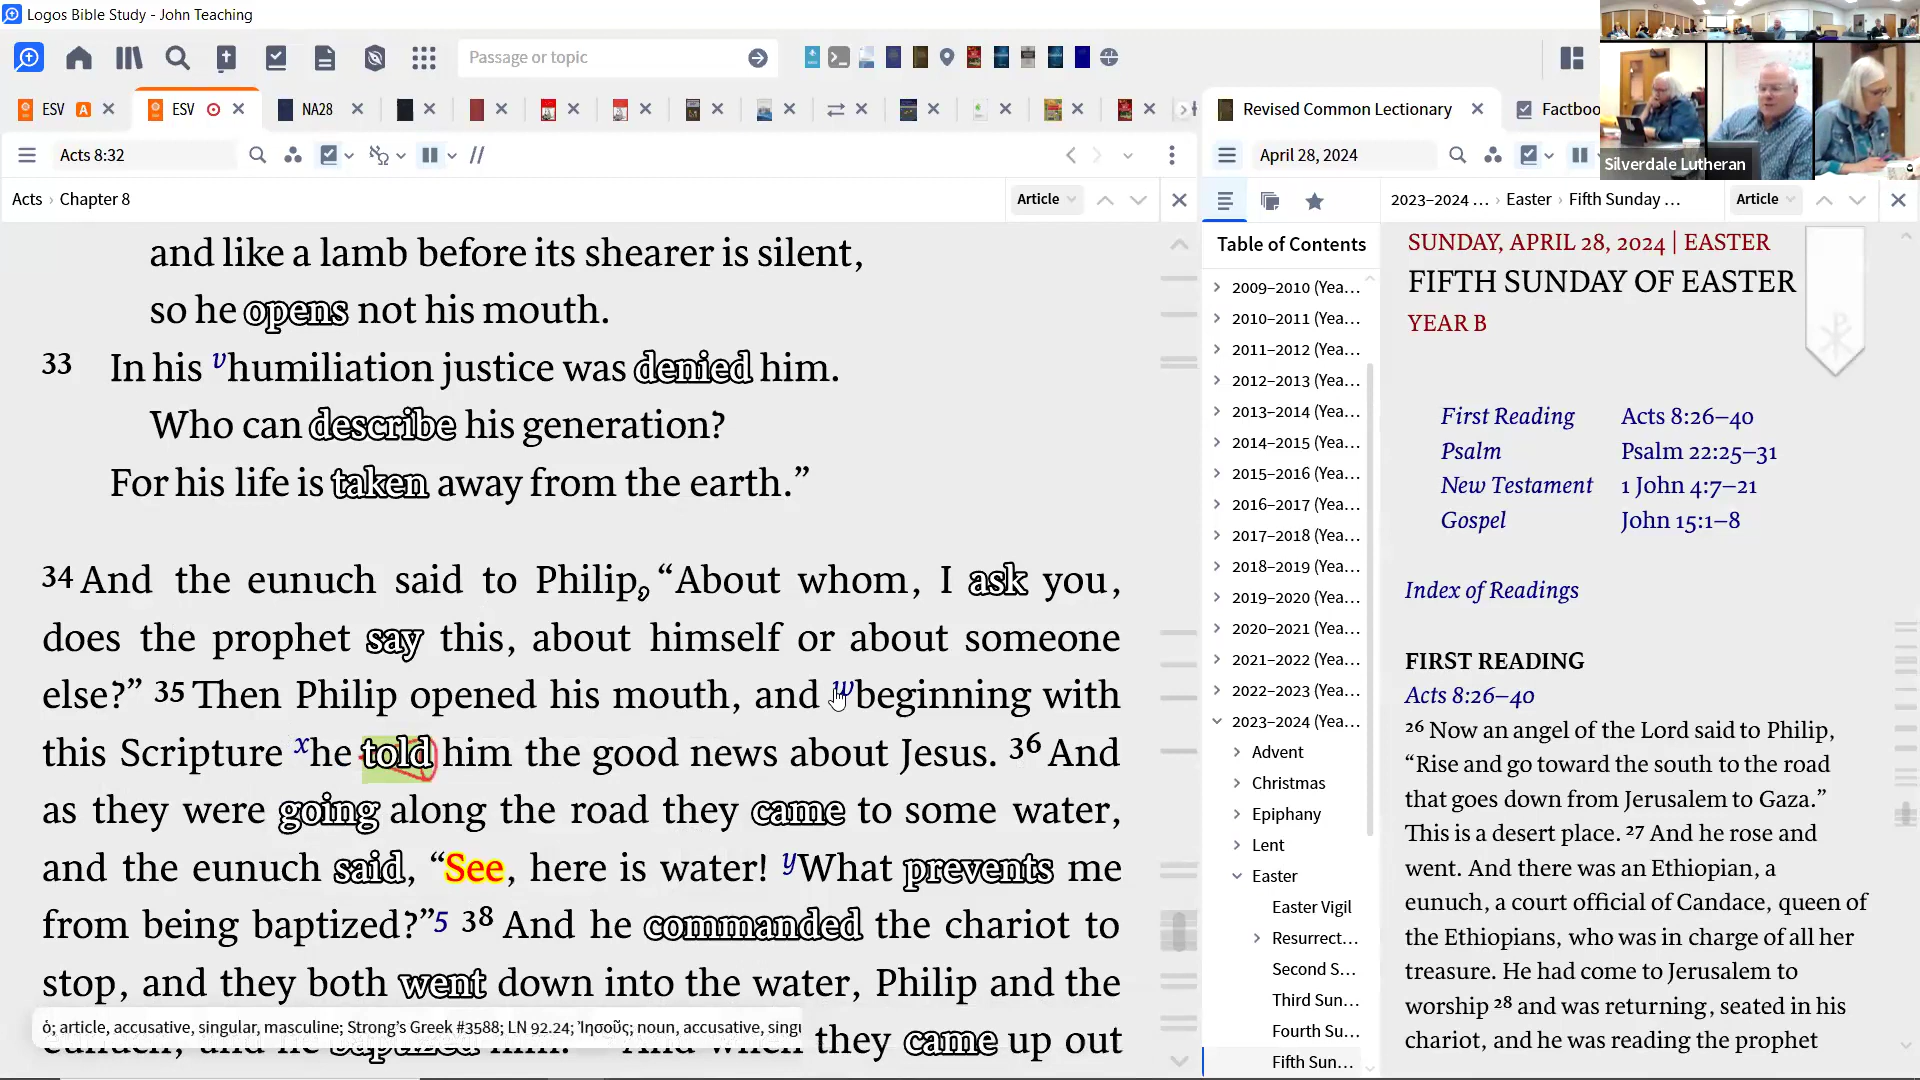 Logos Bible Study - John Teaching
Passage or topic
ESV A
ESV
NA28
Acts 8:32
Acts › Chapter 8
Article
and like a lamb before its shearer is silent,
so he opens not his mouth.
33 In his v humiliation justice was denied him.
Who can describe his generation?
For his life is taken away from the earth.”
34 And the eunuch said to Philip, “About whom, I ask you,
does the prophet say this, about himself or about someone
else?” 35 Then Philip opened his mouth, and w beginning with
this Scripture x he told him the good news about Jesus. 36 And
as they were going along the road they came to some water,
and the eunuch said, “See, here is water! y What prevents me
from being baptized?”5 38 And he commanded the chariot to
stop, and they both went down into the water, Philip and the
they came up out
ὁ; article, accusative, singular, masculine; Strong’s Greek #3588; LN 92.24; Ἰησοῦς; noun, accusative, singu
Revised Common Lectionary
Factboo
April 28, 2024
2023–2024 ... › Easter › Fifth Sunday ...
Article
Silverdale Lutheran
Table of Contents
2009–2010 (Yea...
2010–2011 (Yea...
2011–2012 (Yea...
2012–2013 (Yea...
2013–2014 (Yea...
2014–2015 (Yea...
2015–2016 (Yea...
2016–2017 (Yea...
2017–2018 (Yea...
2018–2019 (Yea...
2019–2020 (Yea...
2020–2021 (Yea...
2021–2022 (Yea...
2022–2023 (Yea...
2023–2024 (Yea...
Advent
Christmas
Epiphany
Lent
Easter
Easter Vigil
Resurrect...
Second S...
Third Sun...
Fourth Su...
Fifth Sun...
SUNDAY, APRIL 28, 2024 | EASTER
FIFTH SUNDAY OF EASTER
YEAR B
First Reading Acts 8:26–40
Psalm Psalm 22:25–31
New Testament 1 John 4:7–21
Gospel John 15:1–8
Index of Readings
FIRST READING
Acts 8:26–40
26 Now an angel of the Lord said to Philip,
“Rise and go toward the south to the road
that goes down from Jerusalem to Gaza.”
This is a desert place. 27 And he rose and
went. And there was an Ethiopian, a
eunuch, a court official of Candace, queen of
the Ethiopians, who was in charge of all her
treasure. He had come to Jerusalem to
worship 28 and was returning, seated in his
chariot, and he was reading the prophet